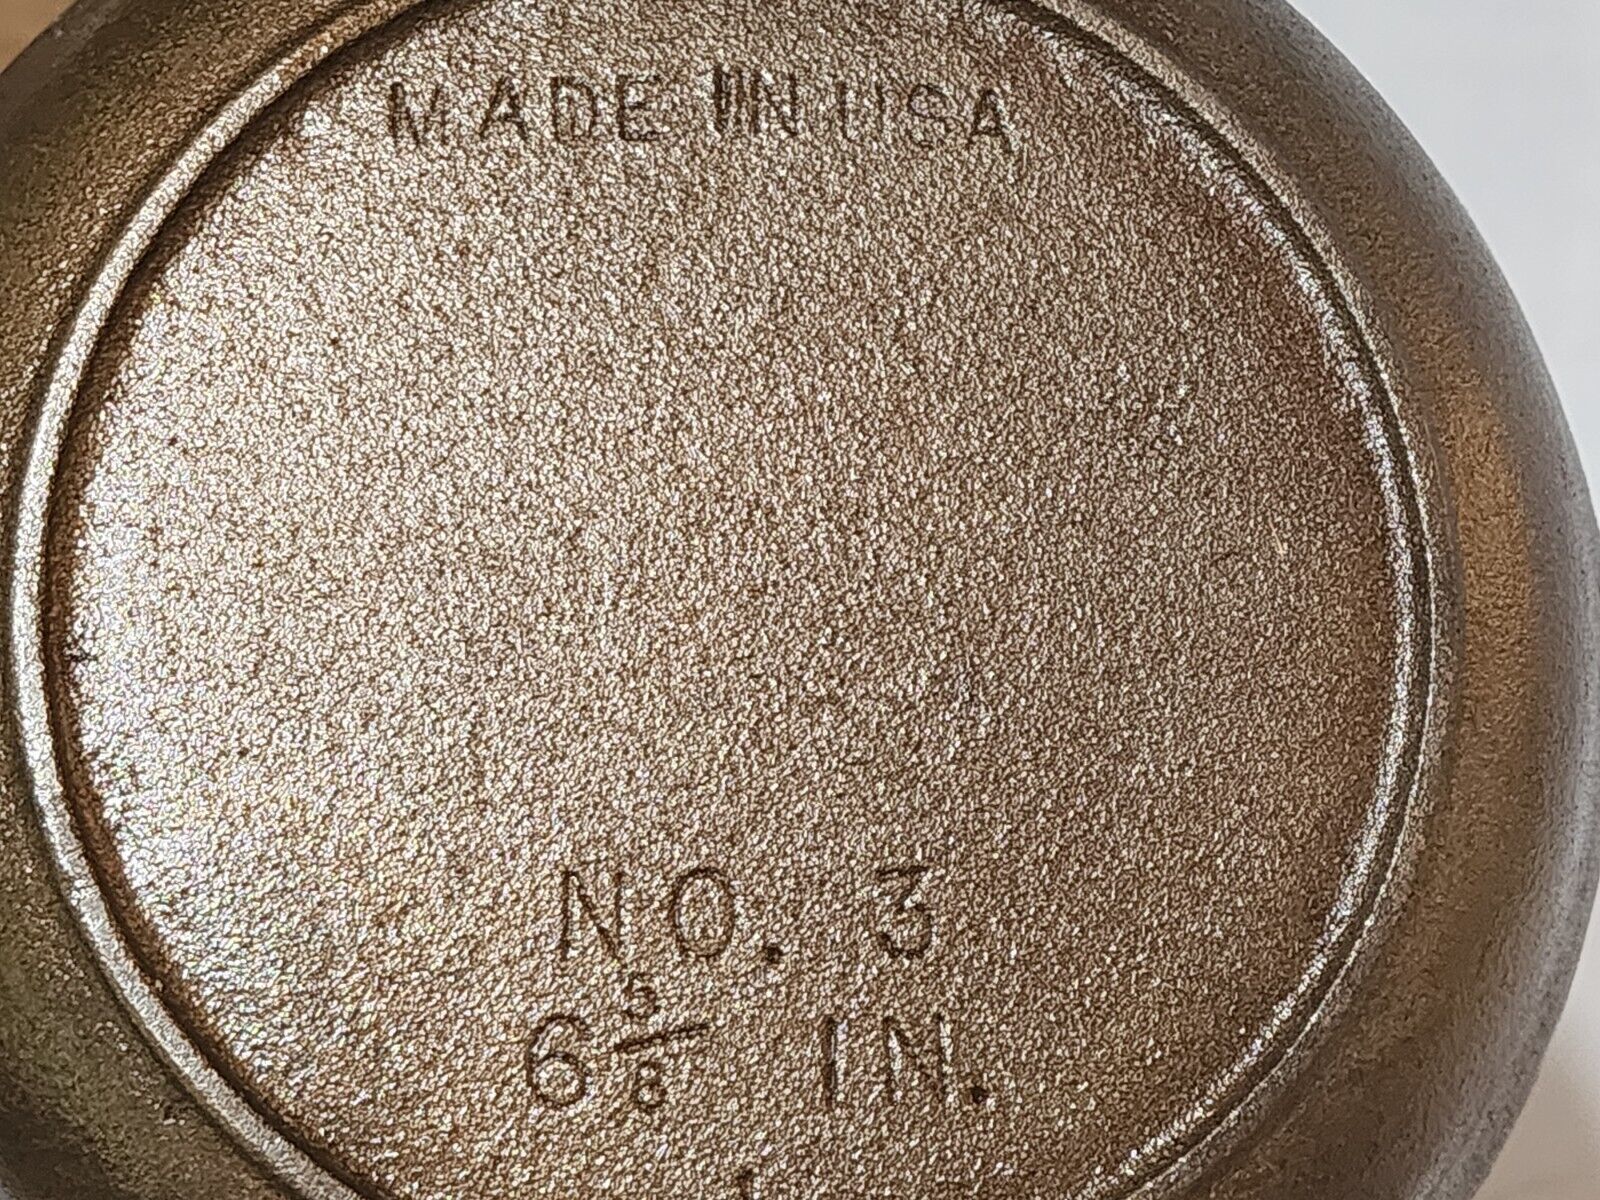 MADE IN USA
NO. 3
6 5/8 IN.